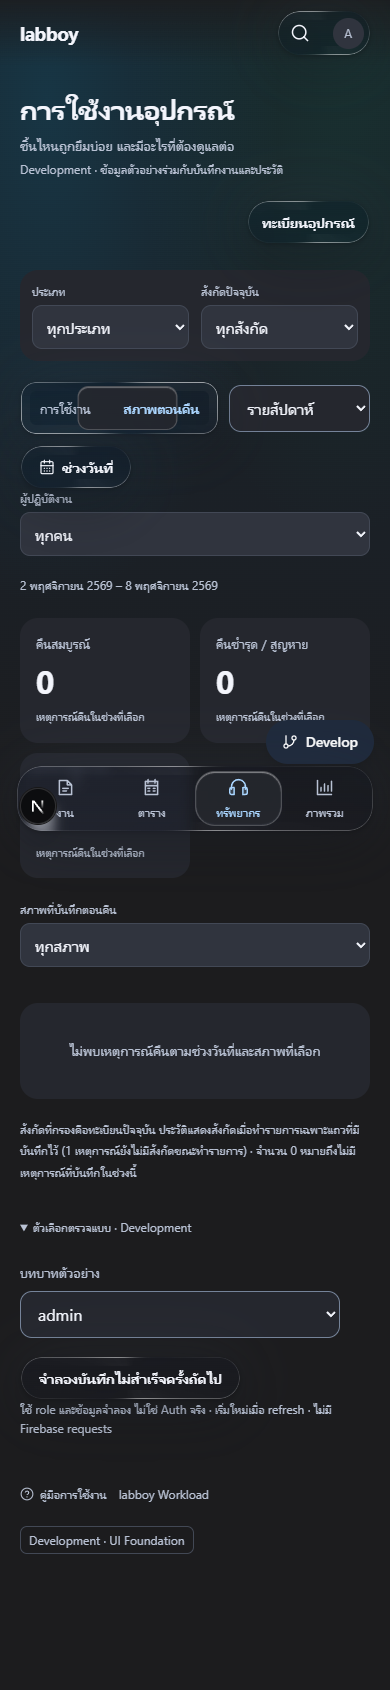 labboy
A
การใช้งานอุปกรณ์
ชิ้นไหนถูกยืมบ่อย และมีอะไรที่ต้องดูแลต่อ
Development · ข้อมูลตัวอย่างร่วมกับบันทึกงานและประวัติ
ทะเบียนอุปกรณ์
ประเภท สังกัดปัจจุบัน
ทุกประเภท ทุกสังกัด
การใช้งาน สภาพตอนคืน รายสัปดาห์
ช่วงวันที่
ผู้ปฏิบัติงาน
ทุกคน
2 พฤศจิกายน 2569 – 8 พฤศจิกายน 2569
คืนสมบูรณ์ คืนชำรุด / สูญหาย
0 0
เหตุการณ์คืนในช่วงที่เลือก เหตุการณ์คืนในช่วงที่เลือก
Develop
N งาน ตาราง ทรัพยากร ภาพรวม
เหตุการณ์คืนในช่วงที่เลือก
สภาพที่บันทึกตอนคืน
ทุกสภาพ
ไม่พบเหตุการณ์คืนตามช่วงวันที่และสภาพที่เลือก
สังกัดที่กรองคือทะเบียนปัจจุบัน ประวัติแสดงสังกัดเมื่อทำรายการเฉพาะแถวที่มี
บันทึกไว้ (1 เหตุการณ์ยังไม่มีสังกัดขณะทำรายการ) · จำนวน 0 หมายถึงไม่มี
เหตุการณ์ที่บันทึกในช่วงนี้
▼ ตัวเลือกตรวจแบบ · Development
บทบาทตัวอย่าง
admin
จำลองบันทึกไม่สำเร็จครั้งถัดไป
ใช้ role และข้อมูลจำลอง ไม่ใช่ Auth จริง · เริ่มใหม่เมื่อ refresh · ไม่มี
Firebase requests
คู่มือการใช้งาน labboy Workload
Development · UI Foundation